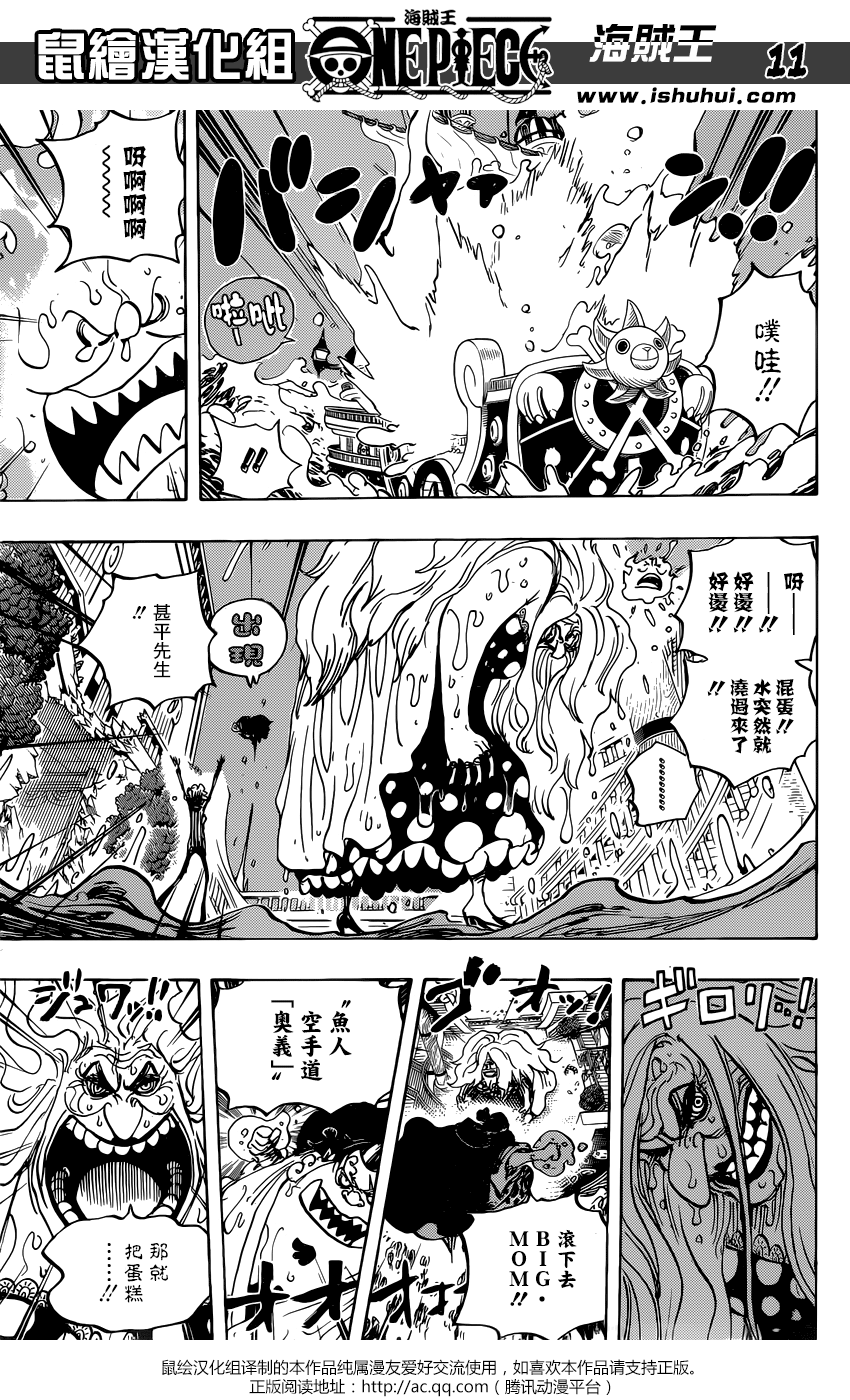 鼠繪漢化組
海賊王
ONE PIECE
海賊王
www.ishuhui.com
11
バシャアン!!!
噗哇!!
呀啊啊啊啊
!!
呀——
——好燙!!
好燙!!
混蛋!!
水突然就
澆過來了
!!
…………
出現
甚平先生
!!
ギロリ!!
ゴオッ!
滾下去
BIG・
MOM!!
〝魚人
空手道
「奧義」〞
オオオオ
ジュワッ!!
那就
把蛋糕
……
鼠绘汉化组译制的本作品纯属漫友爱好交流使用，如喜欢本作品请支持正版。
正版阅读地址：http://ac.qq.com（腾讯动漫平台）